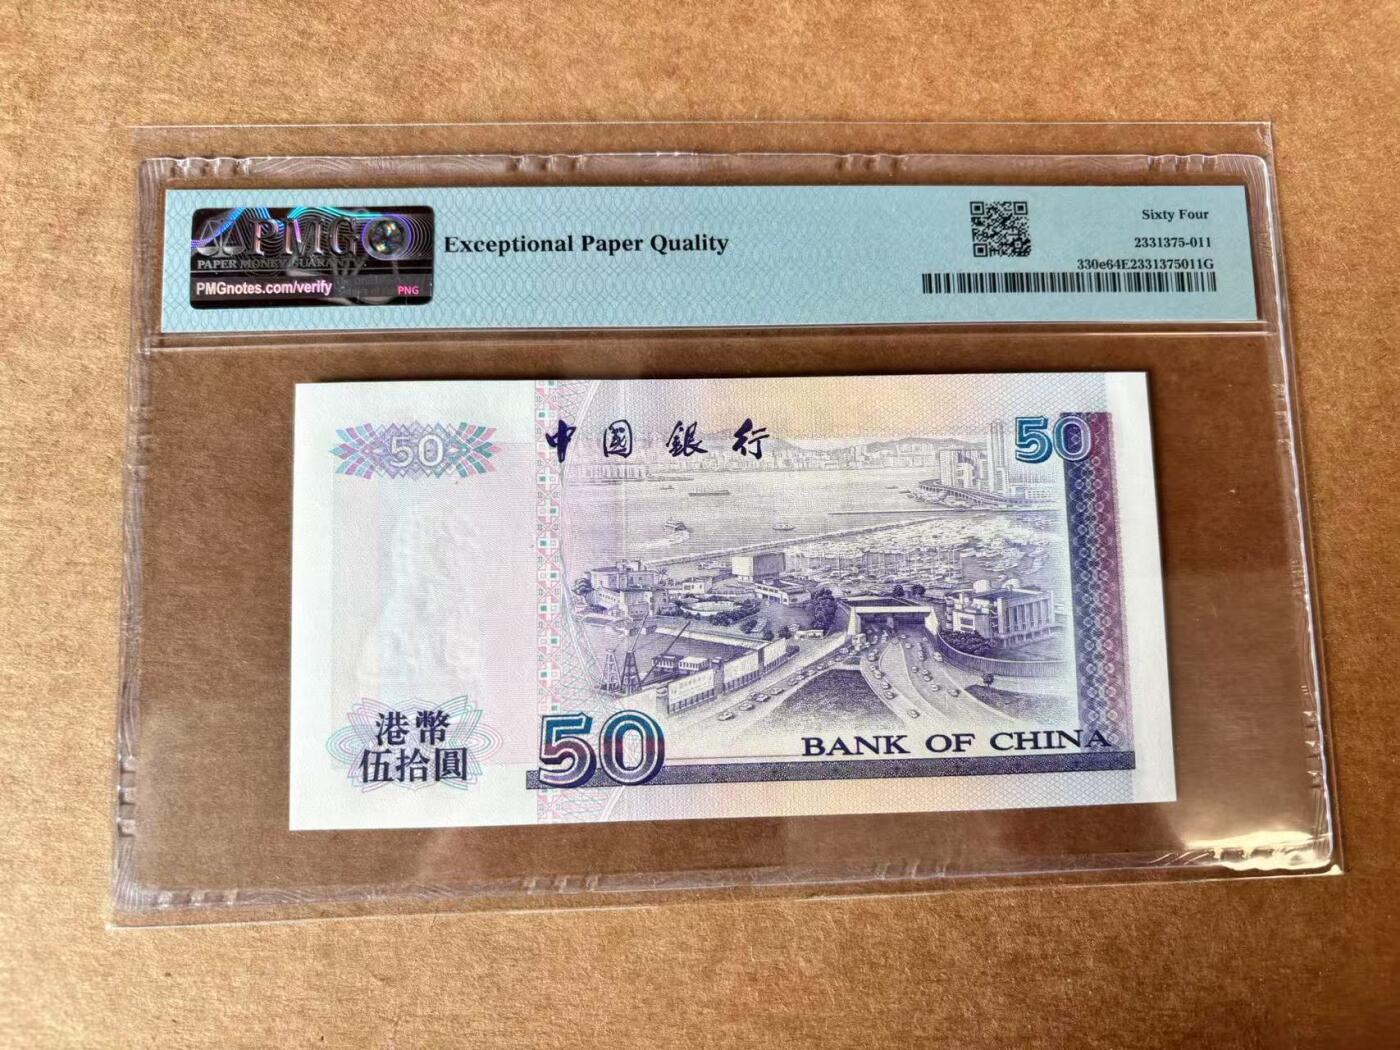 PMG
PAPER MONEY GUARANTY
PMGnotes.com/verify
PNG
Exceptional Paper Quality
Sixty Four
2331375-011
330e64E2331375011G
50
中國銀行
50
港幣
伍拾圓
50
BANK OF CHINA